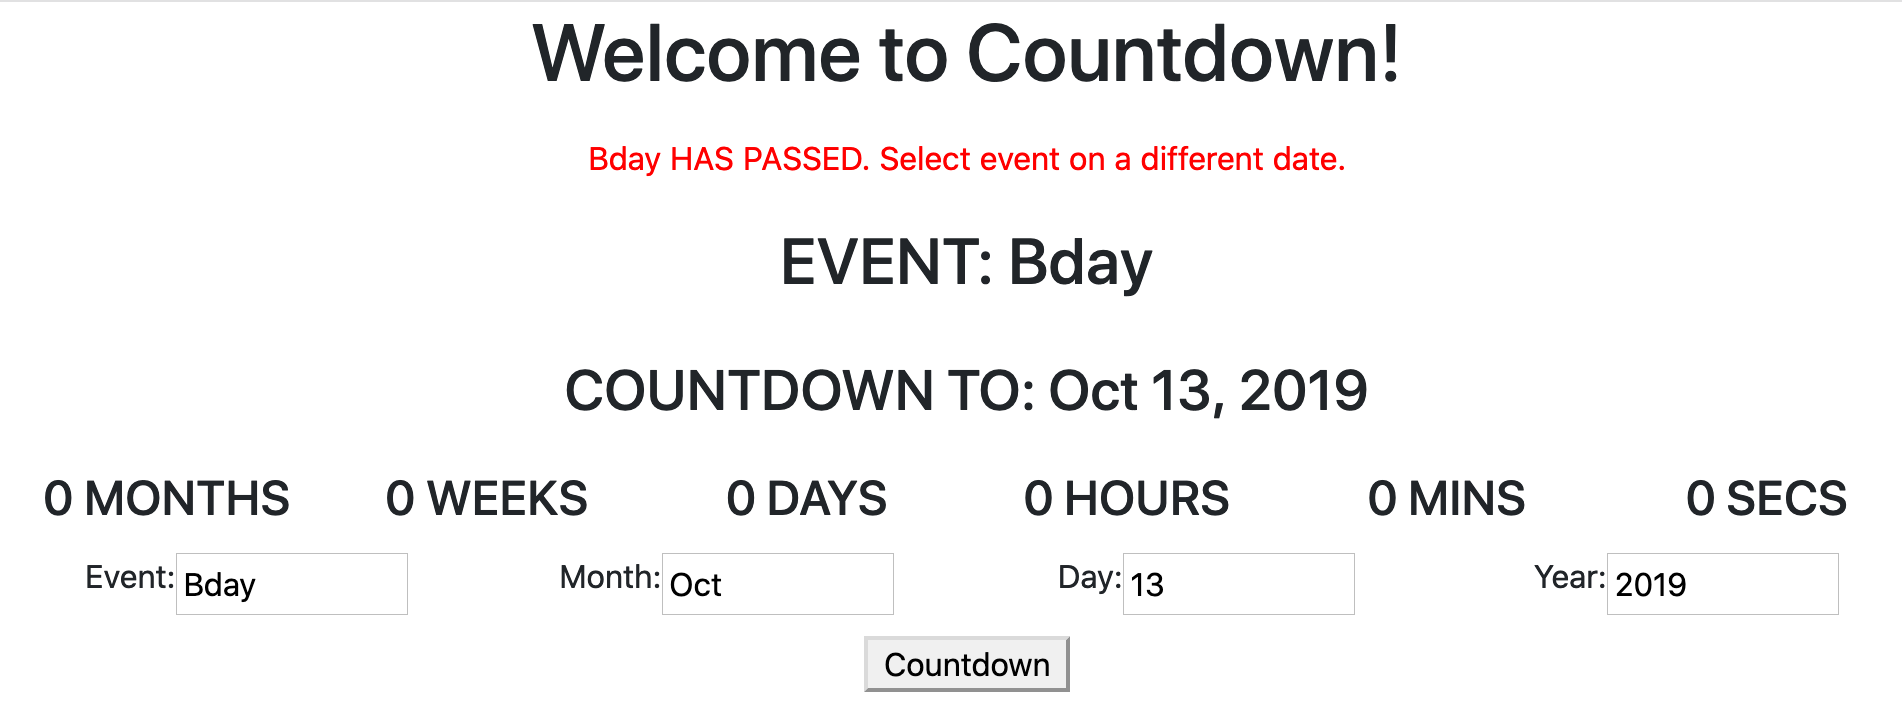 Welcome to Countdown!
Bday HAS PASSED. Select event on a different date.
EVENT: Bday
COUNTDOWN TO: Oct 13, 2019
0 MONTHS 0 WEEKS 0 DAYS 0 HOURS 0 MINS 0 SECS
Event: Bday Month: Oct Day: 13 Year: 2019
Countdown